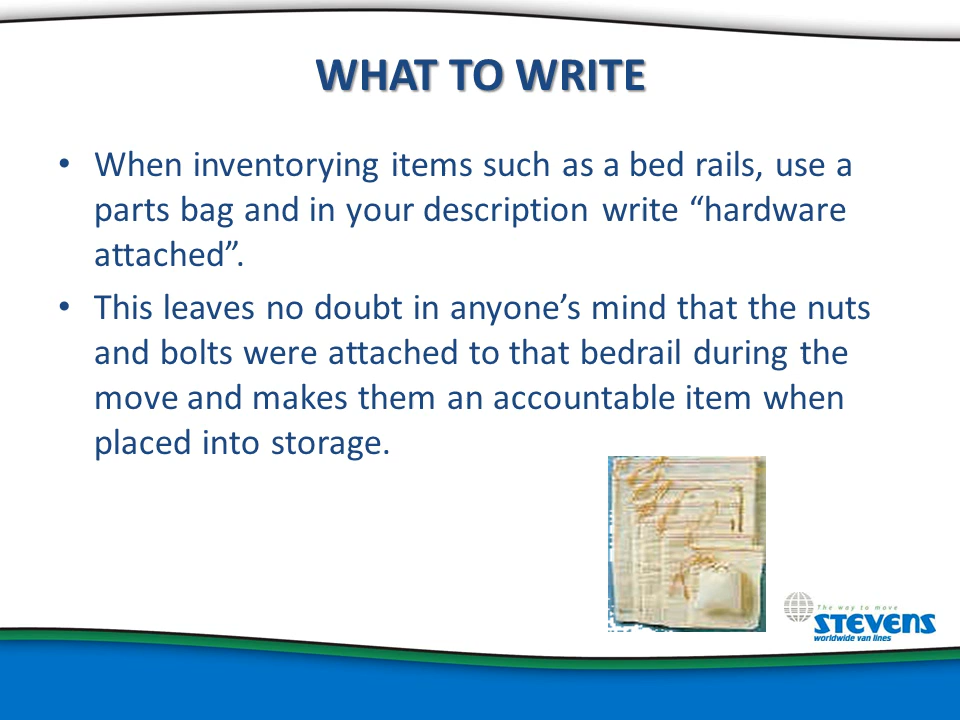 WHAT TO WRITE
• When inventorying items such as a bed rails, use a
parts bag and in your description write “hardware
attached”.
• This leaves no doubt in anyone’s mind that the nuts
and bolts were attached to that bedrail during the
move and makes them an accountable item when
placed into storage.
The way to move
STEVENS
worldwide van lines